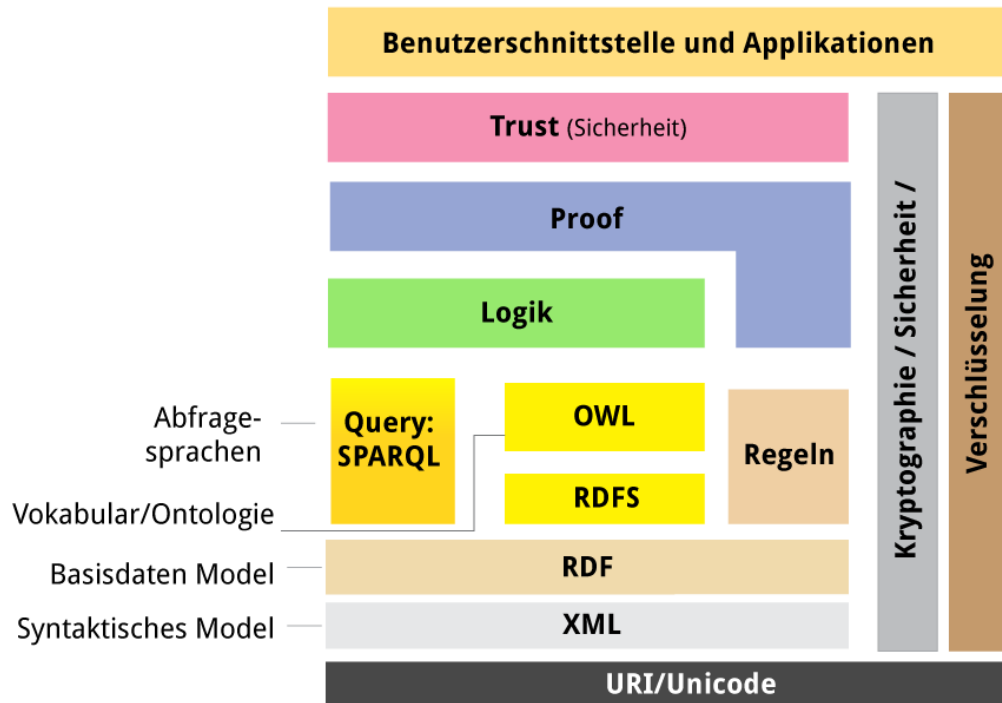 Benutzerschnittstelle und Applikationen
Trust (Sicherheit)
Proof
Logik
Abfrage-
sprachen
Query:
SPARQL
OWL
Regeln
RDFS
Vokabular/Ontologie
Basisdaten Model
RDF
Syntaktisches Model
XML
Kryptographie / Sicherheit /
Verschlüsselung
URI/Unicode